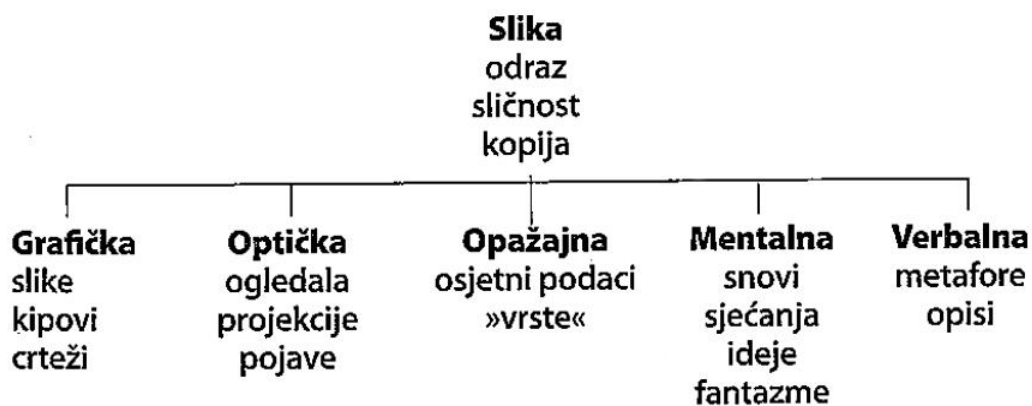 Slika
odraz
sličnost
kopija
Grafička
slike
kipovi
crteži
Optička
ogledala
projekcije
pojave
Opažajna
osjetni podaci
»vrste«
Mentalna
snovi
sjećanja
ideje
fantazme
Verbalna
metafore
opisi